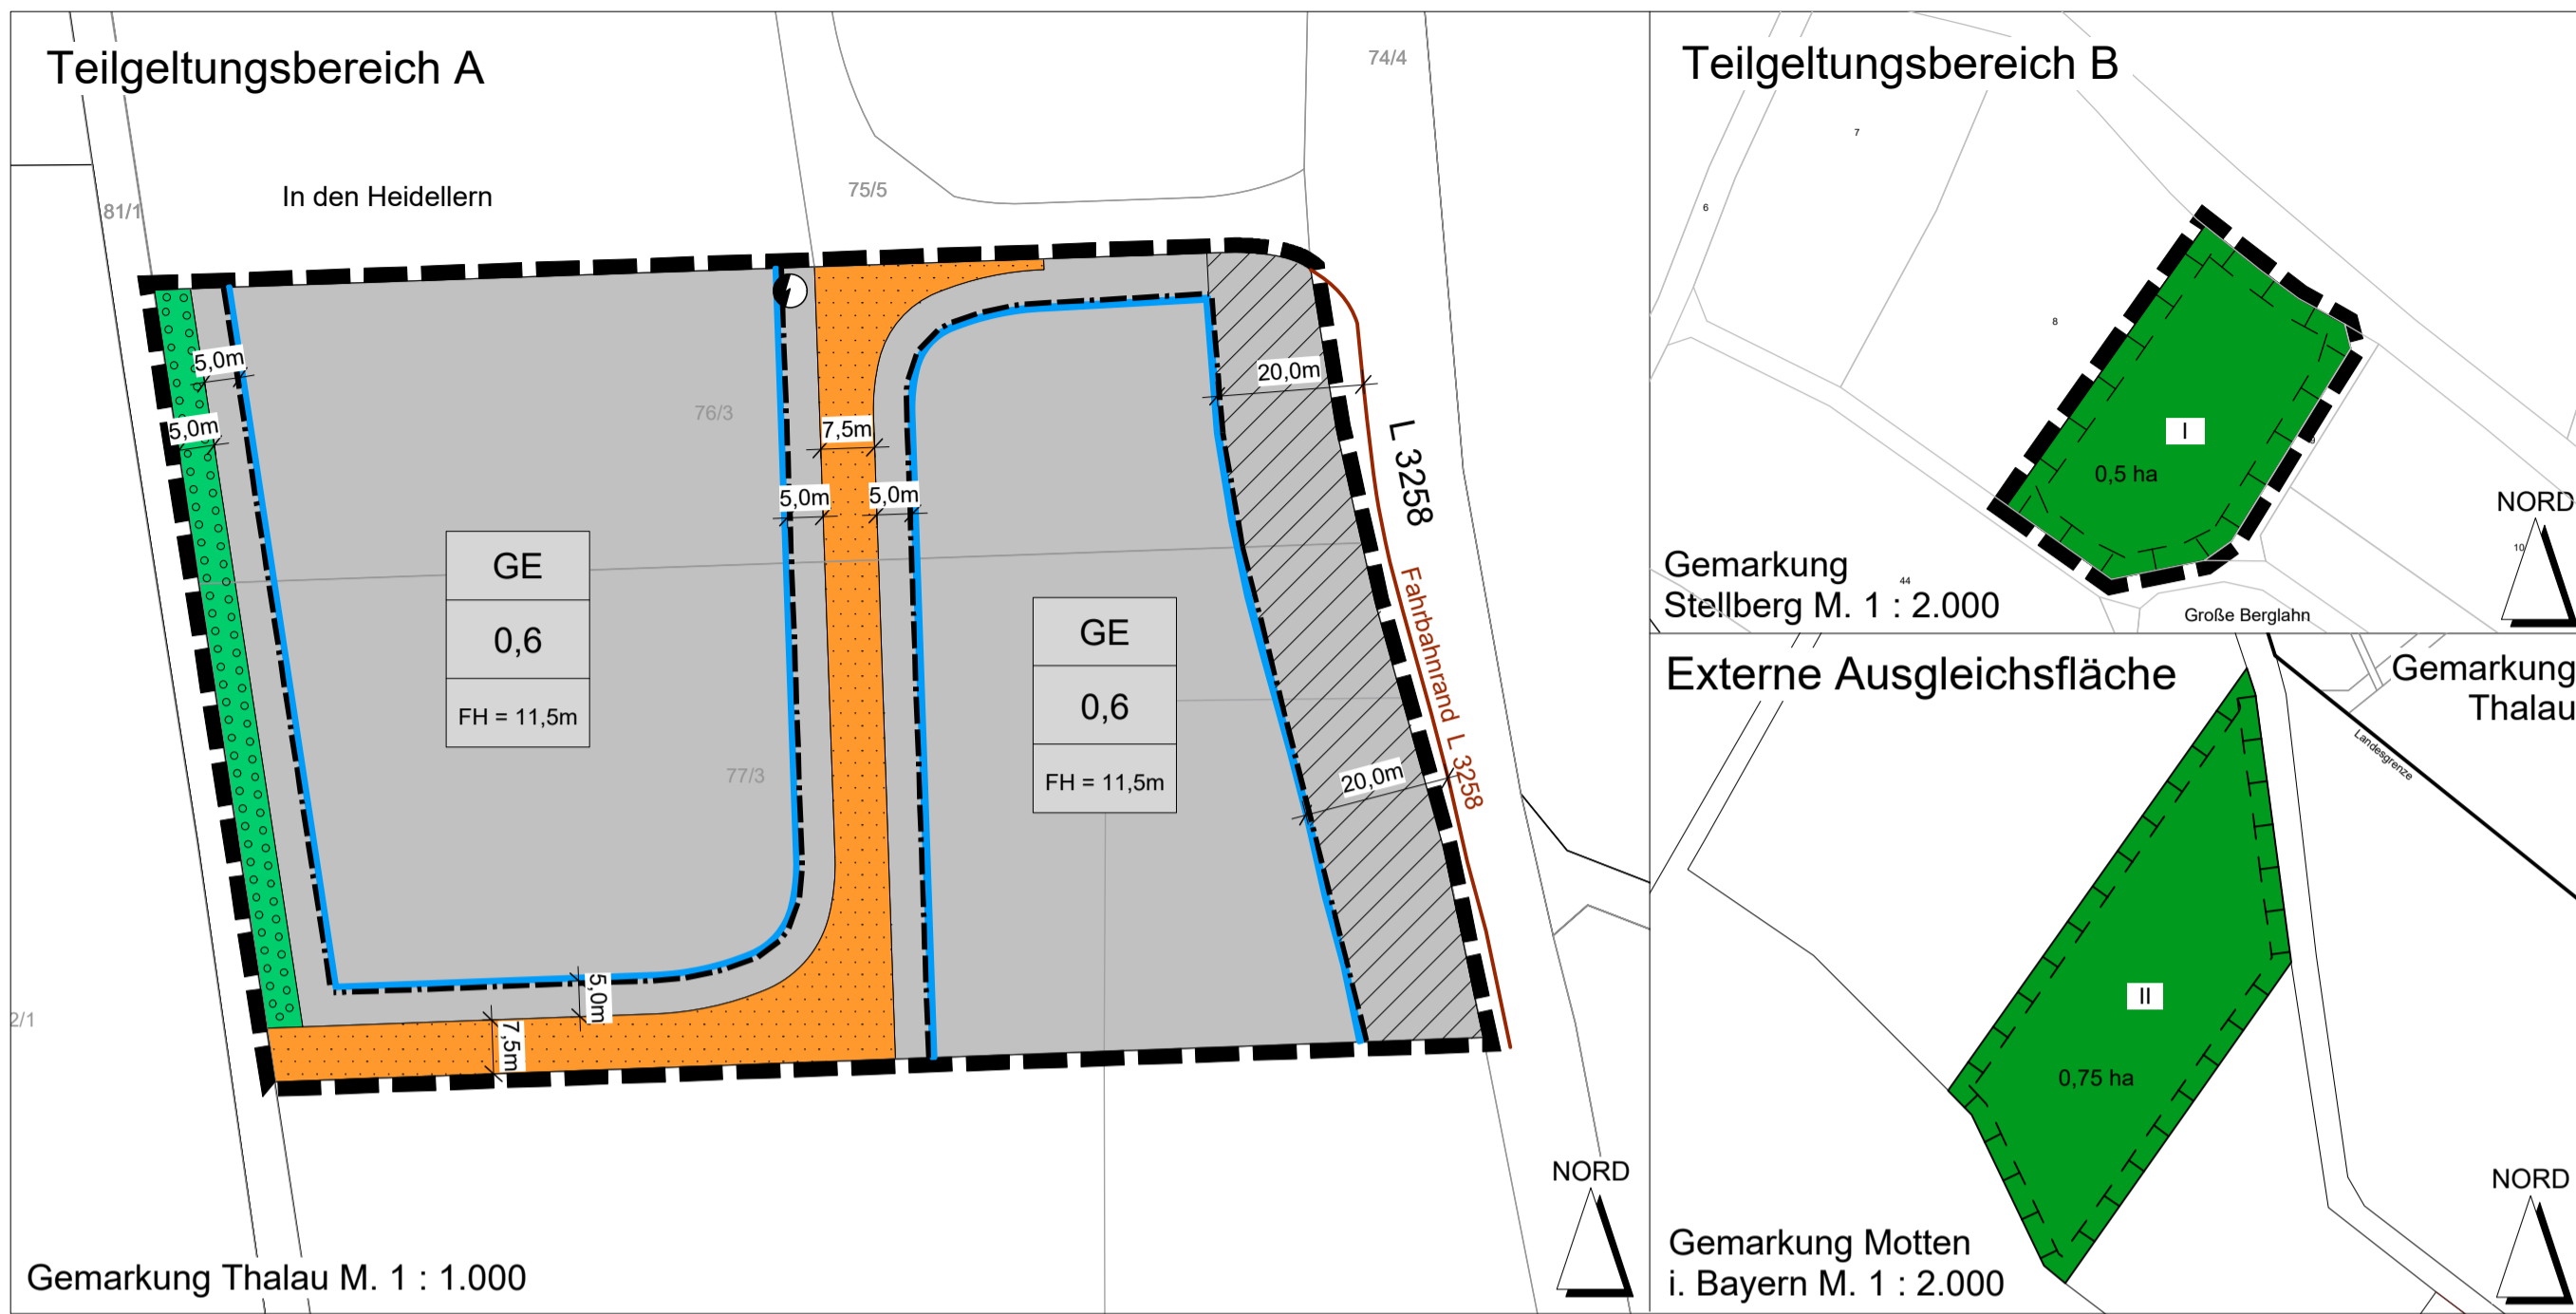 Teilgeltungsbereich A
74/4
In den Heidellern
81/1
75/5
5,0m
5,0m
76/3
7,5m
5,0m
5,0m
20,0m
L 3258
Fahrbahnrand L 3258
GE
0,6
FH = 11,5m
GE
0,6
FH = 11,5m
77/3
20,0m
5,0m
7,5m
2/1
NORD
Gemarkung Thalau M. 1 : 1.000
Teilgeltungsbereich B
7
6
8
I
0,5 ha
9
NORD
10
Gemarkung
Stellberg M. 1 : 2.000
44
Große Berglahn
Externe Ausgleichsfläche
Gemarkung
Thalau
Landesgrenze
II
0,75 ha
NORD
Gemarkung Motten
i. Bayern M. 1 : 2.000